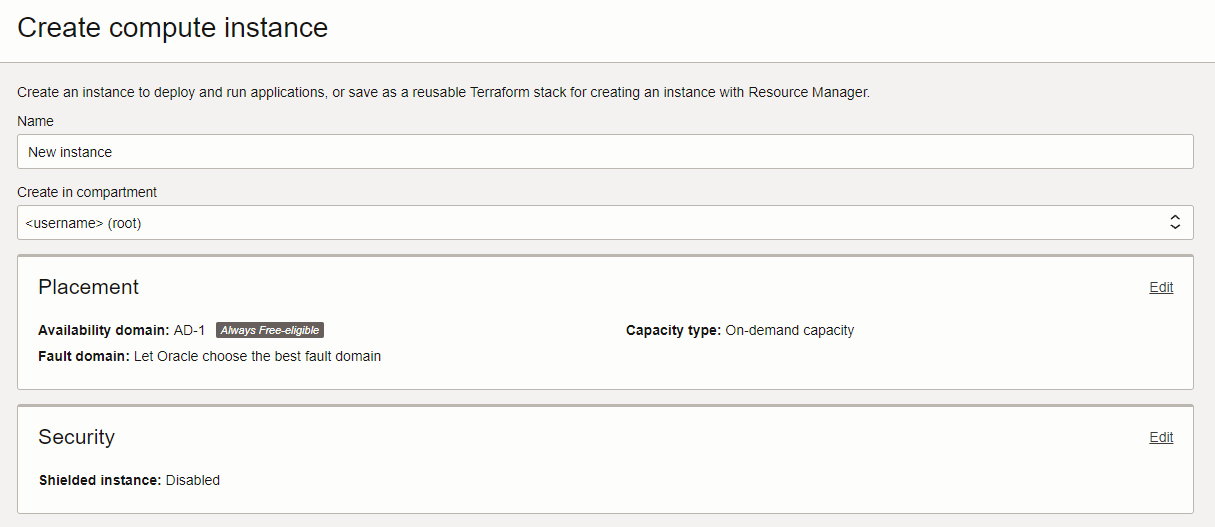 Create compute instance
Create an instance to deploy and run applications, or save as a reusable Terraform stack for creating an instance with Resource Manager.
Name
New instance
Create in compartment
<username> (root)
Placement
Edit
Availability domain: AD-1 Always Free-eligible
Capacity type: On-demand capacity
Fault domain: Let Oracle choose the best fault domain
Security
Edit
Shielded instance: Disabled